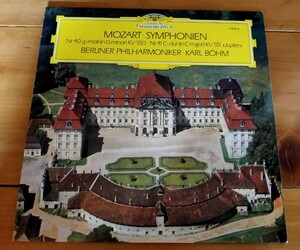 MOZART · SYMPHONIEN
Nr. 40 g-moll (in G minor) KV 550 · Nr. 41 C-dur (in C major) KV 551 »Jupiter«
BERLINER PHILHARMONIKER · KARL BÖHM